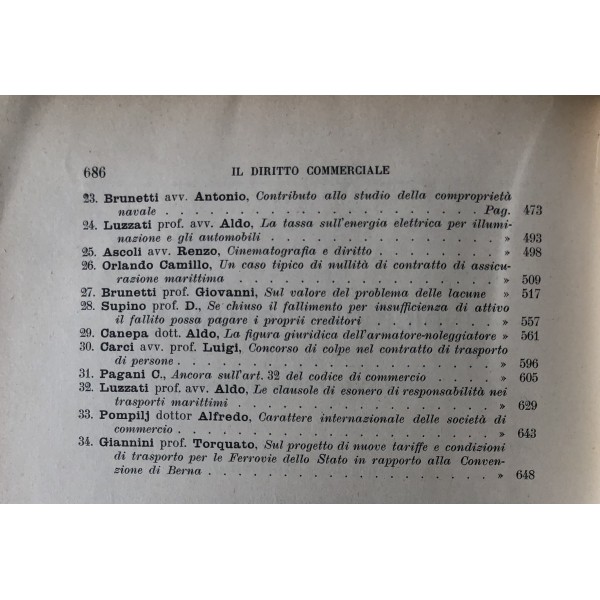 686 IL DIRITTO COMMERCIALE
23. Brunetti avv. Antonio, Contributo allo studio della comproprietà
navale . . . . . . . . . . . . . . . . . Pag. 473
24. Luzzati prof. avv. Aldo, La tassa sull'energia elettrica per illumi-
nazione e gli automobili . . . . . . . . . . . . » 493
25. Ascoli avv. Renzo, Cinematografia e diritto . . . . . . » 498
26. Orlando Camillo, Un caso tipico di nullità di contratto di assicu-
razione marittima . . . . . . . . . . . . . » 509
27. Brunetti prof. Giovanni, Sul valore del problema delle lacune » 517
28. Supino prof. D., Se chiuso il fallimento per insufficienza di attivo
il fallito possa pagare i proprii creditori . . . . . . . » 557
29. Canepa dott. Aldo, La figura giuridica dell'armatore-noleggiatore » 561
30. Carci avv. prof. Luigi, Concorso di colpe nel contratto di trasporto
di persone . . . . . . . . . . . . . . . . » 596
31. Pagani C., Ancora sull'art. 32 del codice di commercio . . . » 605
32. Luzzati prof. avv. Aldo, Le clausole di esonero di responsabilità nei
trasporti marittimi . . . . . . . . . . . . . » 629
33. Pompilj dottor Alfredo, Carattere internazionale delle società di
commercio . . . . . . . . . . . . . . . . » 643
34. Giannini prof. Torquato, Sul progetto di nuove tariffe e condizioni
di trasporto per le Ferrovie dello Stato in rapporto alla Conven-
zione di Berna . . . . . . . . . . . . . . . » 648